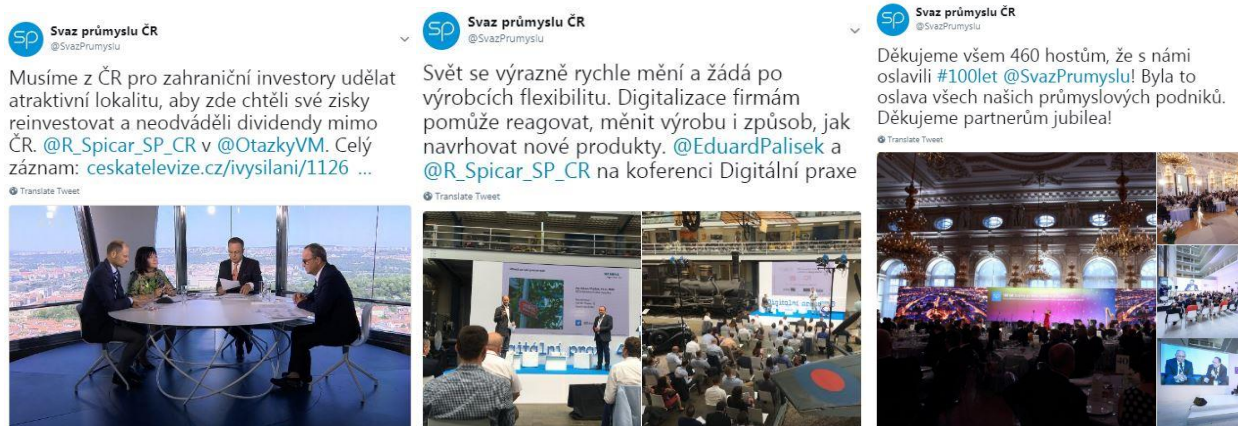 Svaz průmyslu ČR
@SvazPrumyslu
Musíme z ČR pro zahraniční investory udělat
atraktivní lokalitu, aby zde chtěli své zisky
reinvestovat a neodváděli dividendy mimo
ČR. @R_Spicar_SP_CR v @OtazkyVM. Celý
záznam: ceskatelevize.cz/ivysilani/1126 ...
Translate Tweet
Svaz průmyslu ČR
@SvazPrumyslu
Svět se výrazně rychle mění a žádá po
výrobcích flexibilitu. Digitalizace firmám
pomůže reagovat, měnit výrobu i způsob, jak
navrhovat nové produkty. @EduardPalisek a
@R_Spicar_SP_CR na koferenci Digitální praxe
Translate Tweet
Svaz průmyslu ČR
@SvazPrumyslu
Děkujeme všem 460 hostům, že s námi
oslavili #100let @SvazPrumyslu! Byla to
oslava všech našich průmyslových podniků.
Děkujeme partnerům jubilea!
Translate Tweet